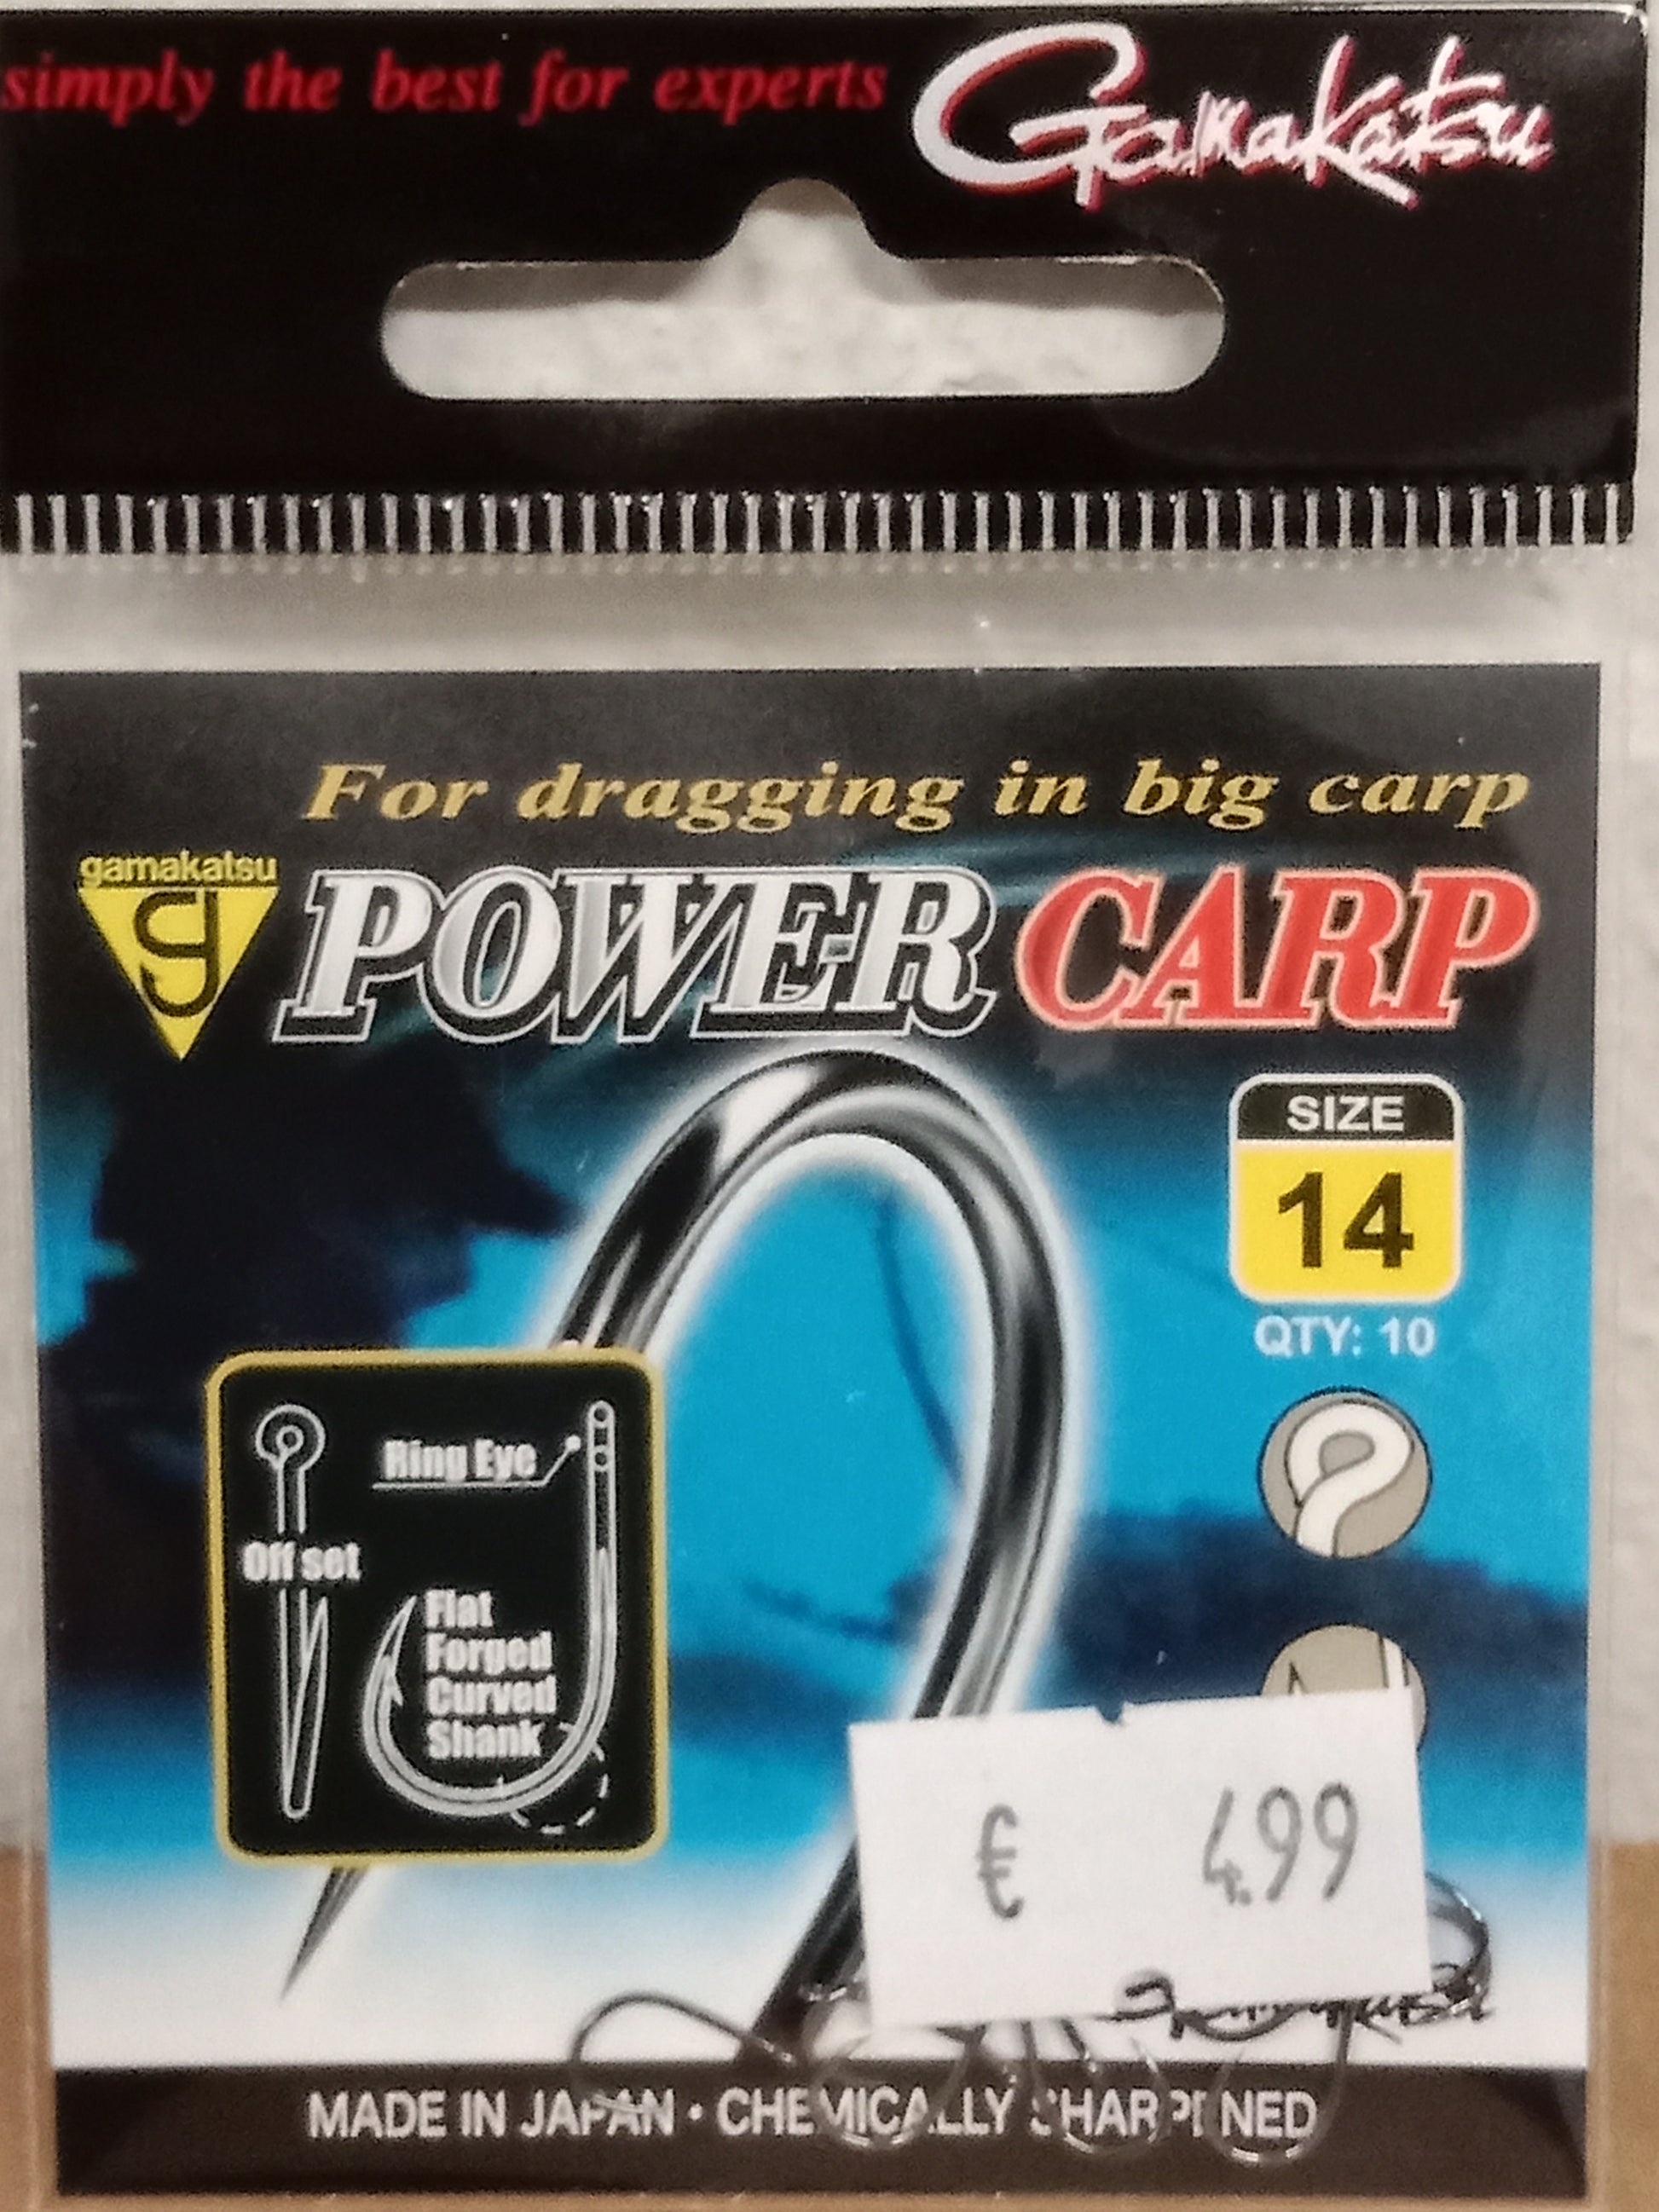 simply the best for experts
Gamakatsu
For dragging in big carp
gamakatsu
POWER CARP
SIZE
14
QTY: 10
Ring Eye
Off set
Flat
Forged
Curved
Shank
€ 4.99
MADE IN JAPAN • CHEMICALLY SHARPENED